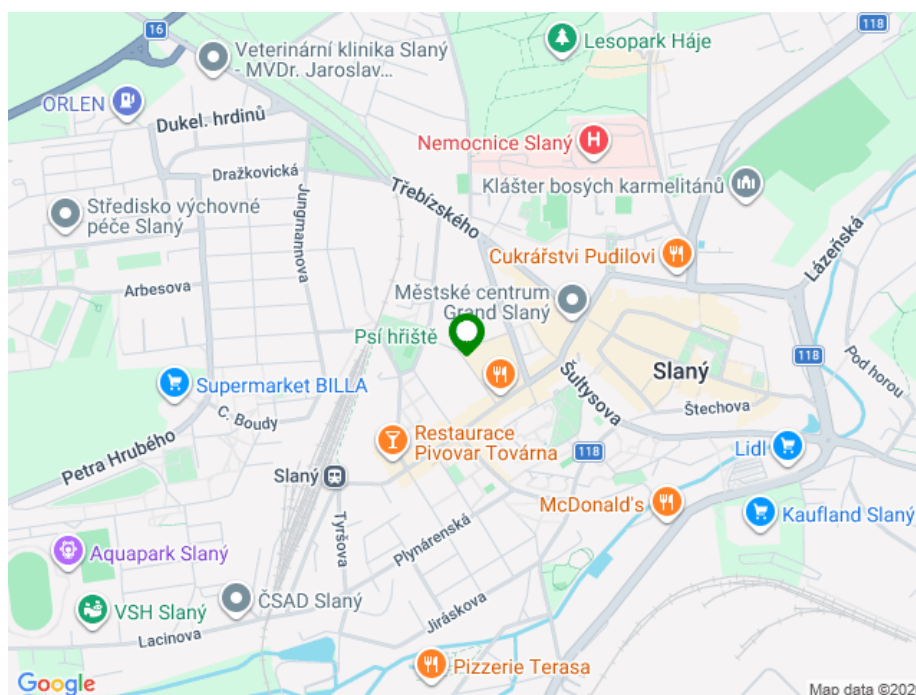 16
118
Veterinární klinika Slaný
- MVDr. Jaroslav...
Lesopark Háje
ORLEN
Dukel. hrdinů
Nemocnice Slaný
H
Dražkovická
Třebízského
Klášter bosých karmelitánů
Středisko výchovné
péče Slaný
Jungmannova
Lázeňská
Cukrářstvi Pudilovi
Arbesova
Městské centrum
Grand Slaný
Psí hřiště
118
Pod horou
Slaný
Supermarket BILLA
Šultysova
Štechova
C. Boudy
Restaurace
Pivovar Továrna
118
Lidl
Petra Hrubého
Slaný
McDonald's
Kaufland Slaný
Tyršova
Plynárenská
Aquapark Slaný
VSH Slaný
ČSAD Slaný
Jiráskova
Lacinova
Pizzerie Terasa
Google
Map data ©202